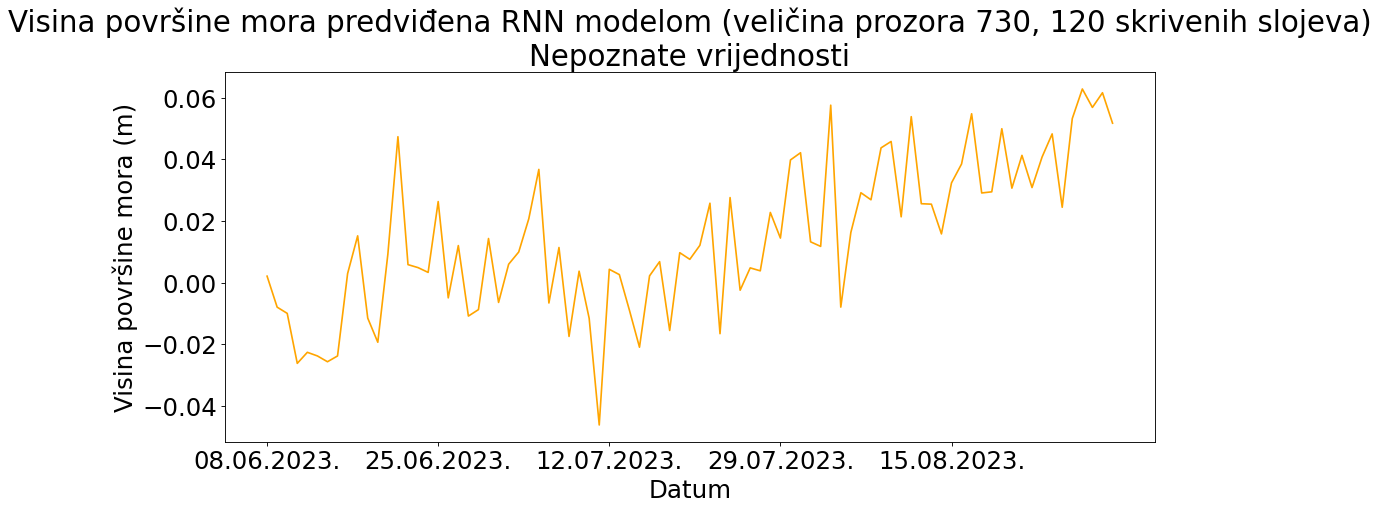 Visina površine mora predviđena RNN modelom (veličina prozora 730, 120 skrivenih slojeva)
Nepoznate vrijednosti
Visina površine mora (m)
0.06
0.04
0.02
0.00
−0.02
−0.04
08.06.2023. 25.06.2023. 12.07.2023. 29.07.2023. 15.08.2023.
Datum